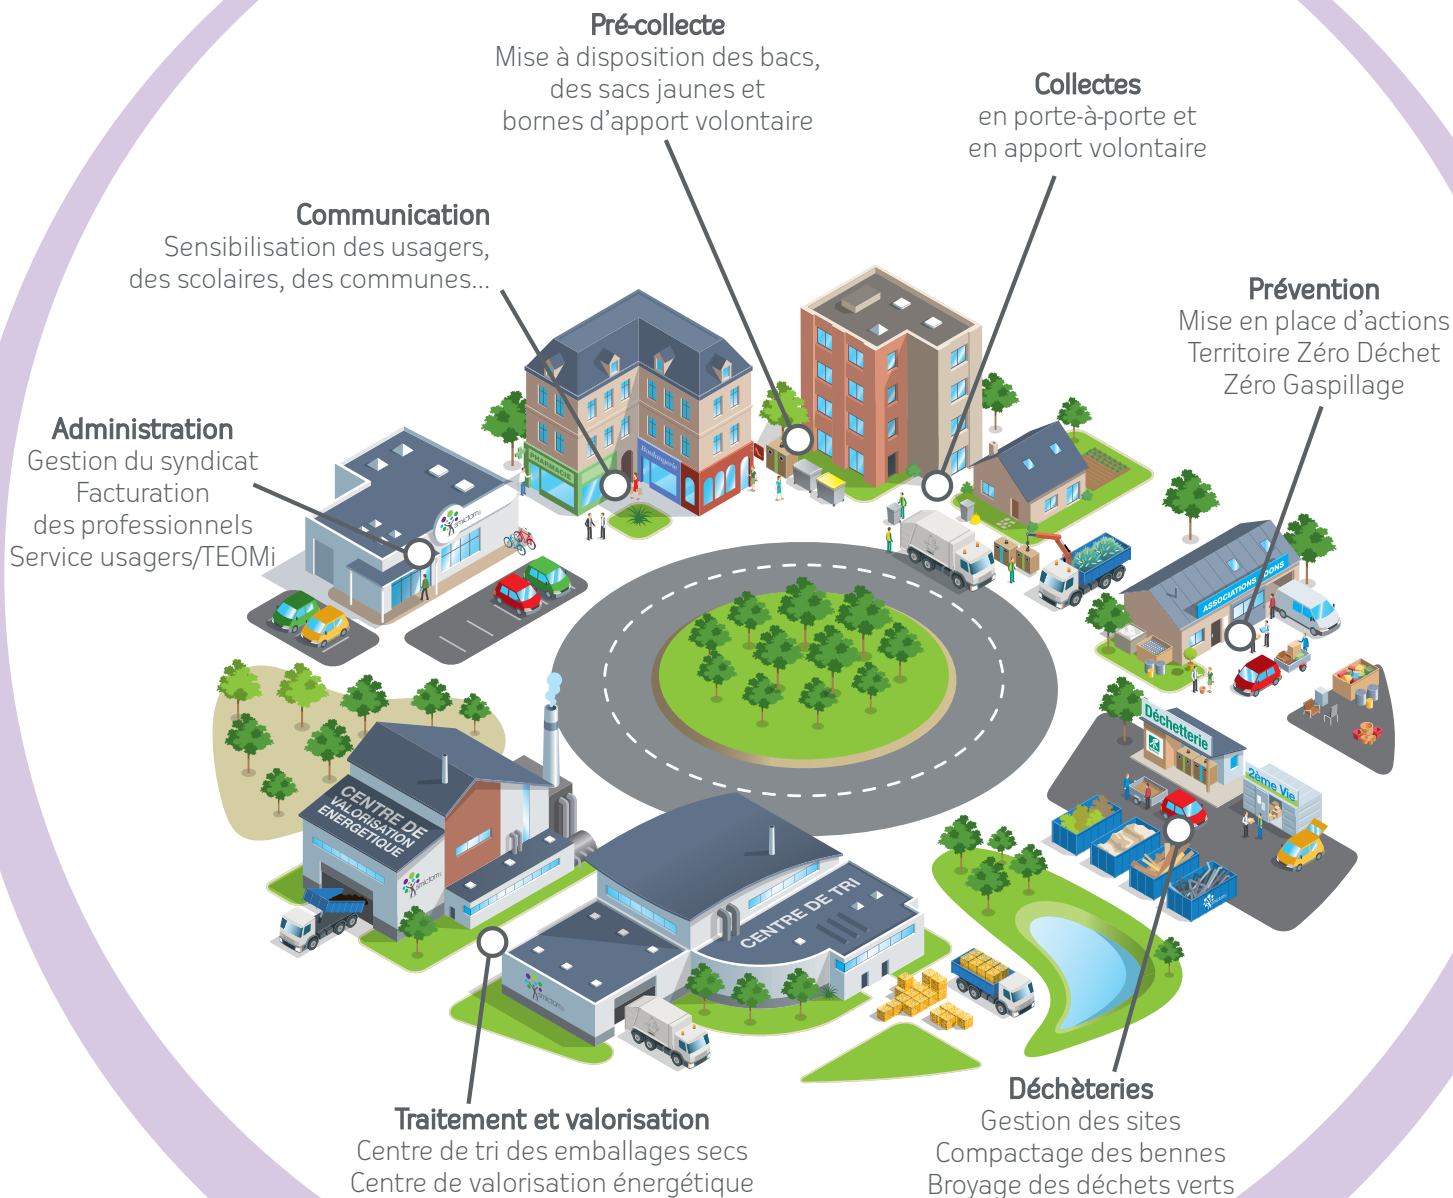 Pré-collecte
Mise à disposition des bacs,
des sacs jaunes et
bornes d'apport volontaire
Collectes
en porte-à-porte et
en apport volontaire
Communication
Sensibilisation des usagers,
des scolaires, des communes...
Prévention
Mise en place d'actions
Territoire Zéro Déchet
Zéro Gaspillage
Administration
Gestion du syndicat
Facturation
des professionnels
Service usagers/TEOMi
PHARMACIE
Boulangerie
smictom
ASSOCIATIONS DONS
Déchetterie
2ème Vie
CENTRE DE
VALORISATION
ENERGETIQUE
smictom
CENTRE DE TRI
smictom
smictom
Traitement et valorisation
Centre de tri des emballages secs
Centre de valorisation énergétique
Déchèteries
Gestion des sites
Compactage des bennes
Broyage des déchets verts